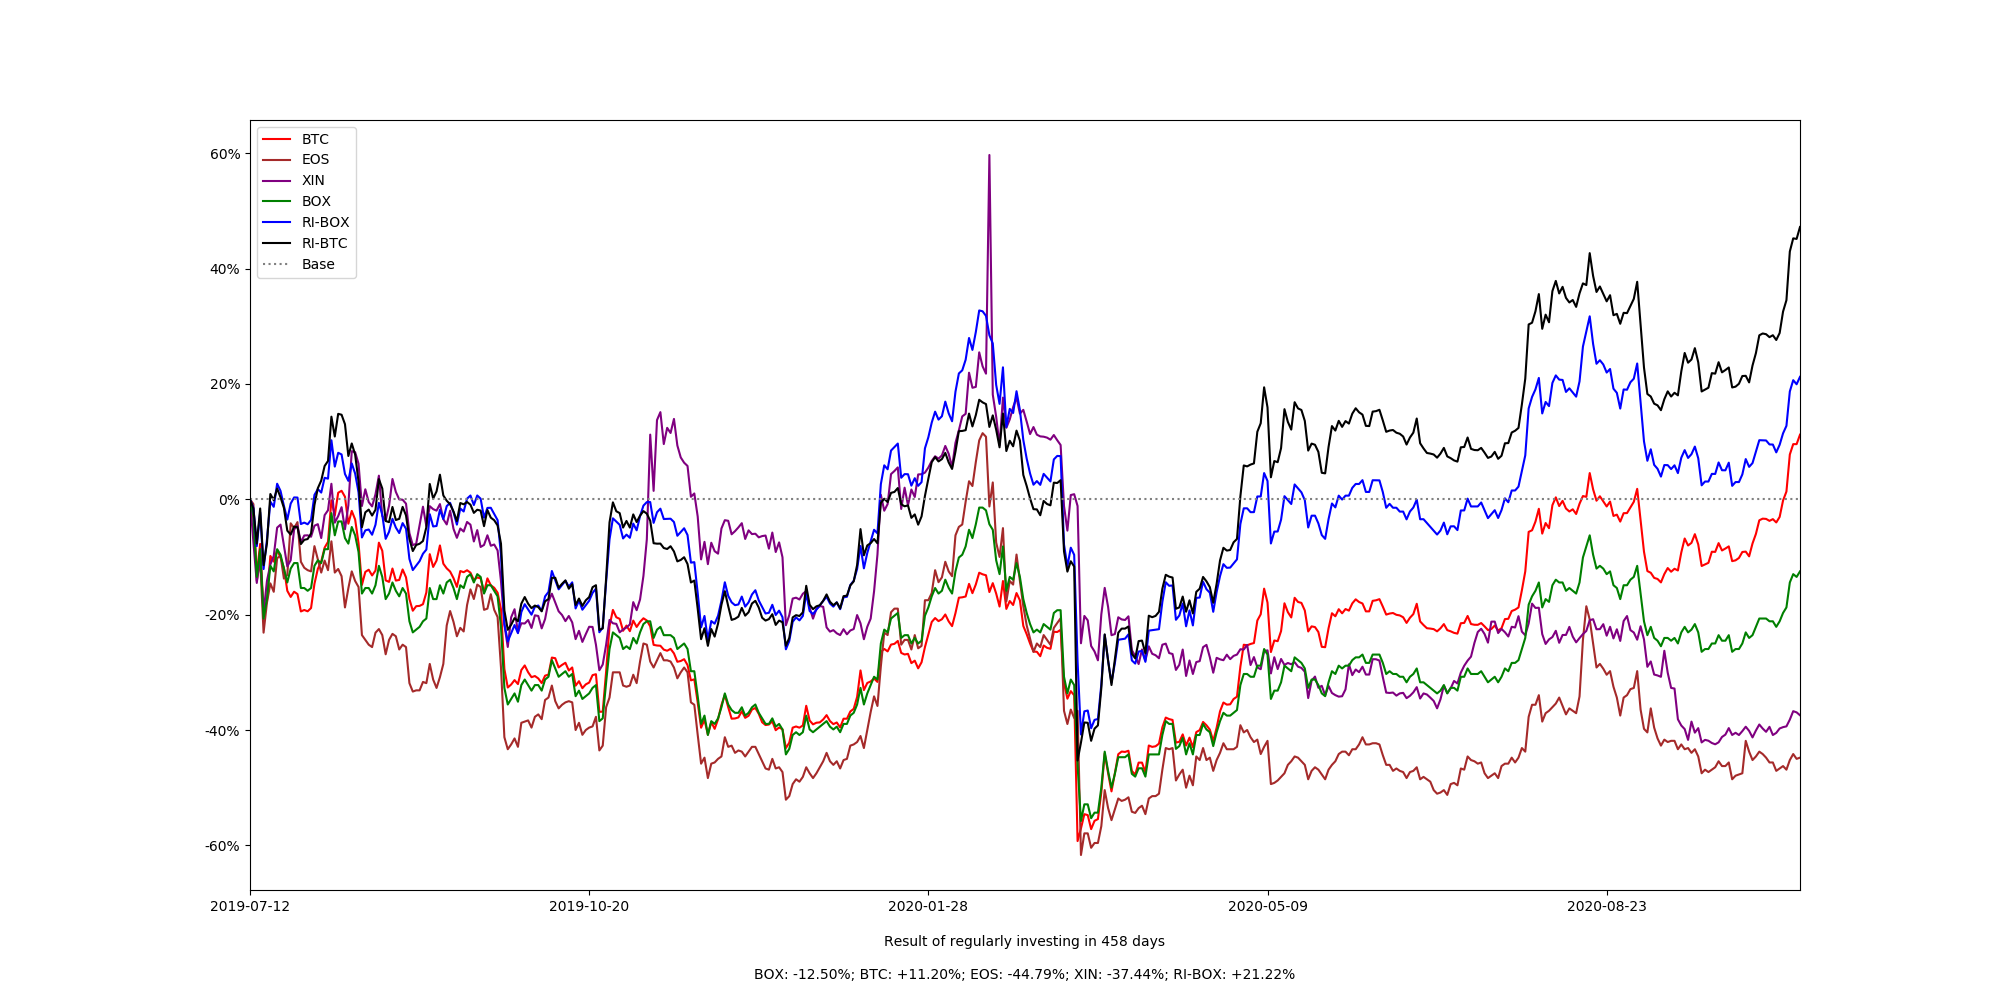 60%
40%
20%
0%
-20%
-40%
-60%
BTC
EOS
XIN
BOX
RI-BOX
RI-BTC
Base
2019-07-12 2019-10-20 2020-01-28 2020-05-09 2020-08-23
Result of regularly investing in 458 days
BOX: -12.50%; BTC: +11.20%; EOS: -44.79%; XIN: -37.44%; RI-BOX: +21.22%